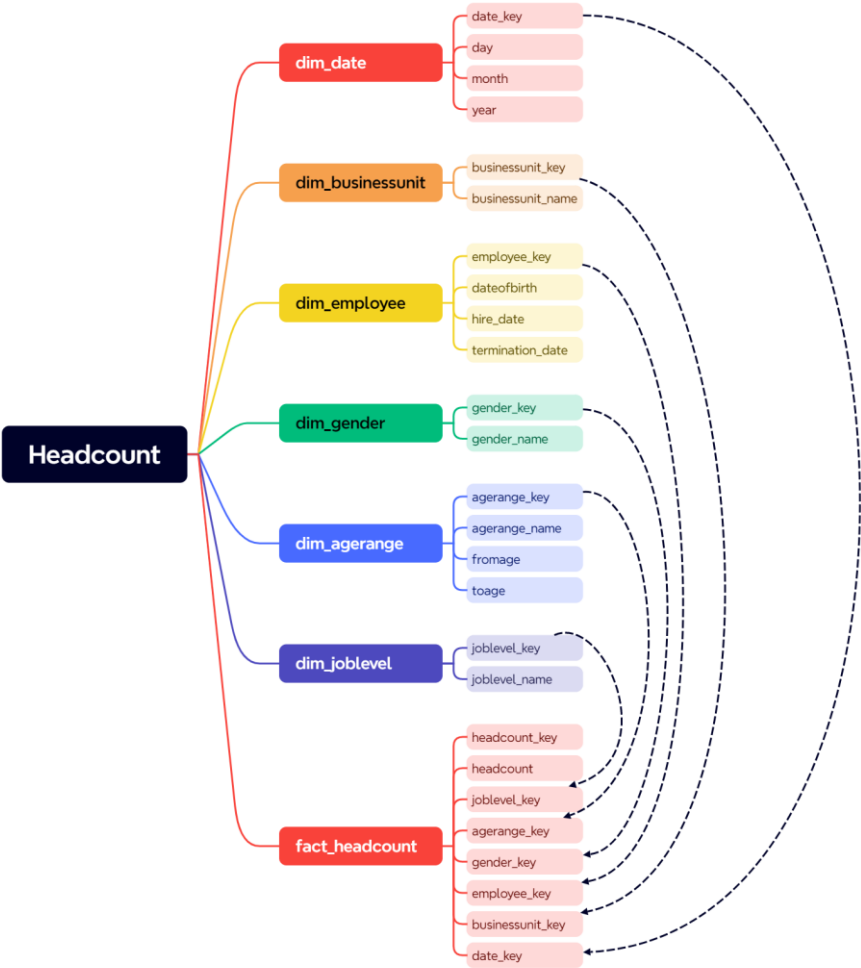 Headcount
dim_date
date_key
day
month
year
dim_businessunit
businessunit_key
businessunit_name
dim_employee
employee_key
dateofbirth
hire_date
termination_date
dim_gender
gender_key
gender_name
dim_agerange
agerange_key
agerange_name
fromage
toage
dim_joblevel
joblevel_key
joblevel_name
fact_headcount
headcount_key
headcount
joblevel_key
agerange_key
gender_key
employee_key
businessunit_key
date_key